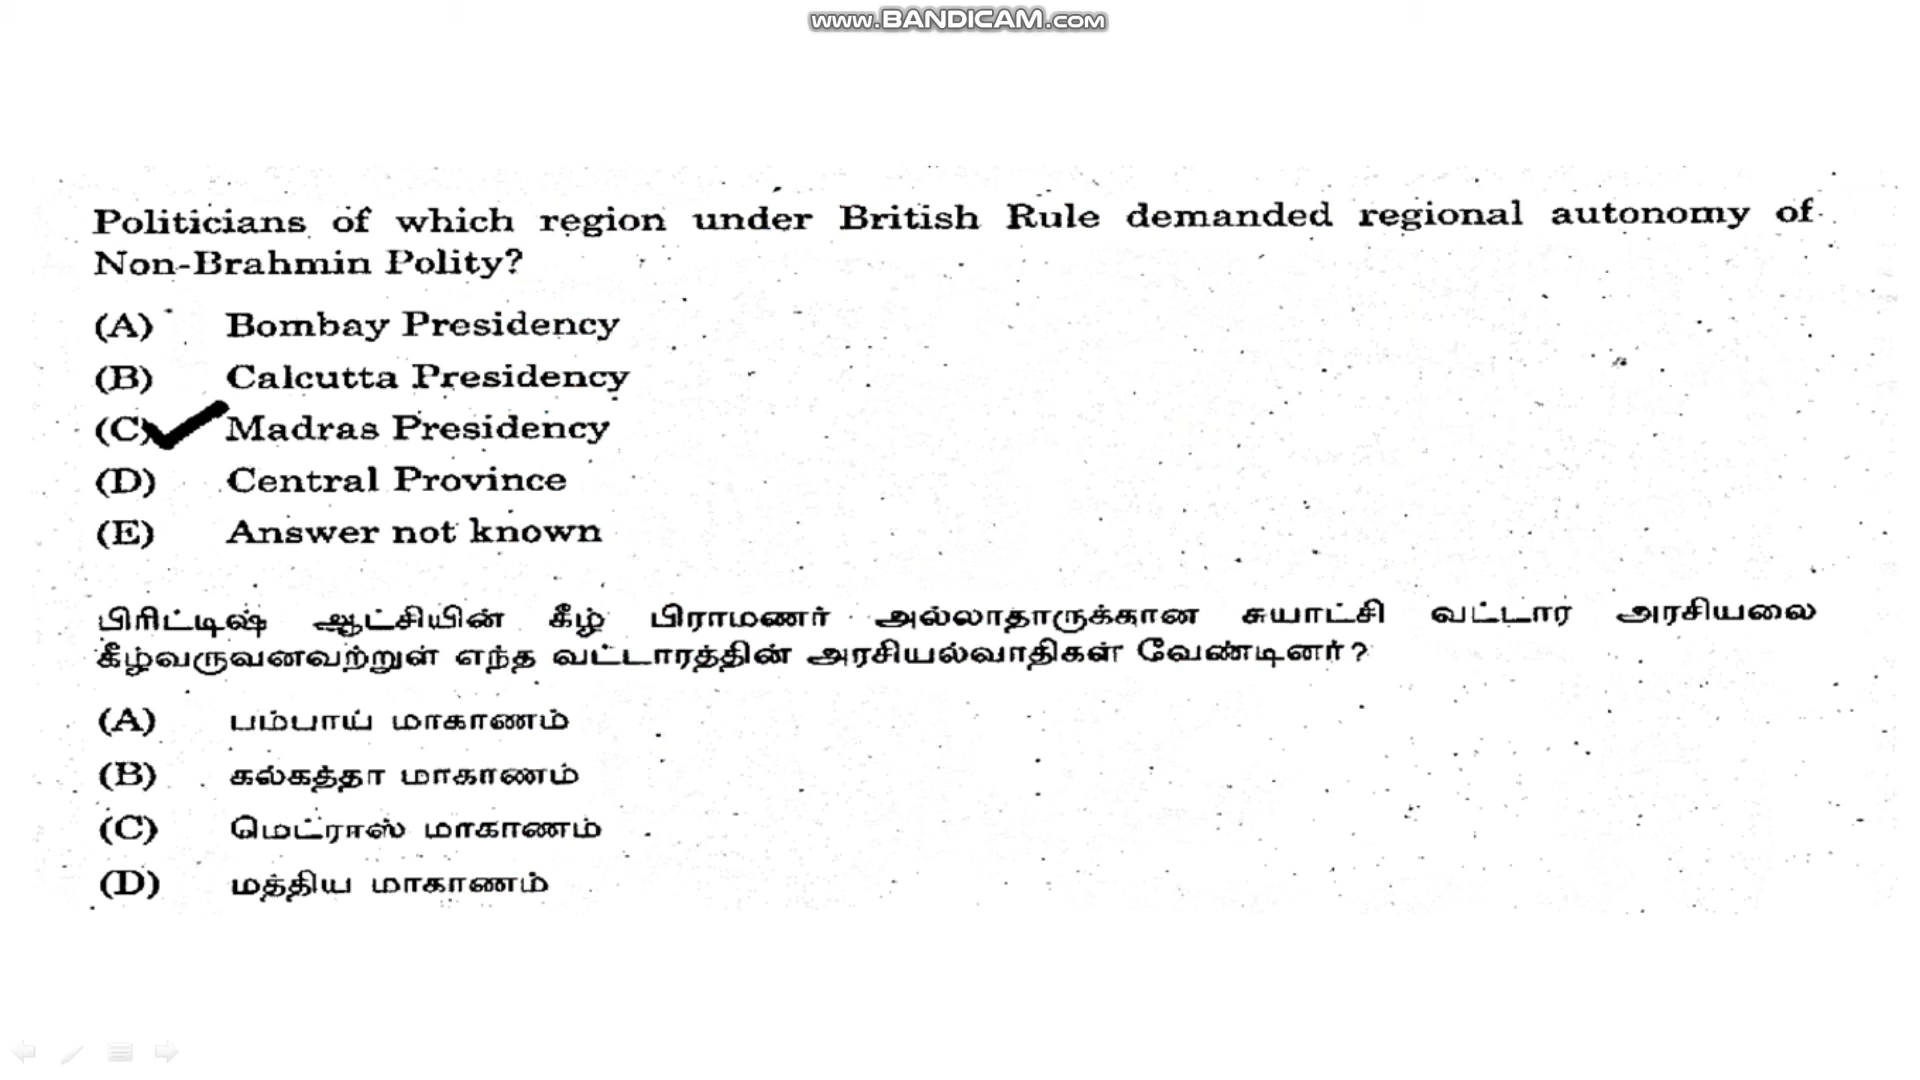 www.BANDICAM.com
Politicians of which region under British Rule demanded regional autonomy of
Non-Brahmin Polity?
(A) Bombay Presidency
(B) Calcutta Presidency
(C) Madras Presidency
(D) Central Province
(E) Answer not known
பிரிட்டிஷ் ஆட்சியின் கீழ் பிராமணர் அல்லாதாருக்கான சுயாட்சி வட்டார அரசியலை
கீழ்வருவனவற்றுள் எந்த வட்டாரத்தின் அரசியல்வாதிகள் வேண்டினர்?
(A) பம்பாய் மாகாணம்
(B) கல்கத்தா மாகாணம்
(C) மெட்ராஸ் மாகாணம்
(D) மத்திய மாகாணம்